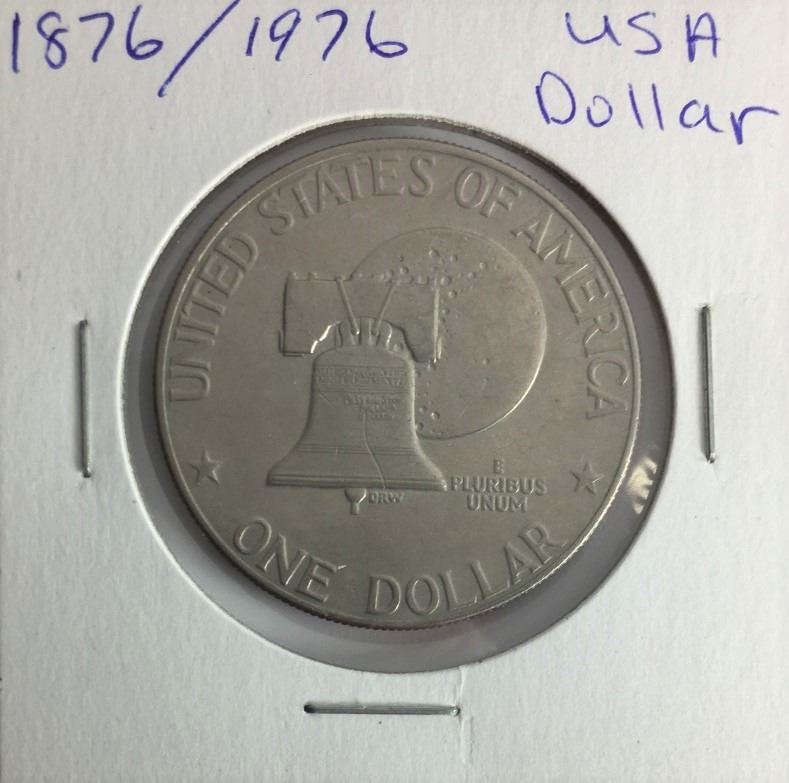 1876/1976 USA
Dollar
UNITED STATES OF AMERICA
E
PLURIBUS
UNUM
DRW
ONE DOLLAR